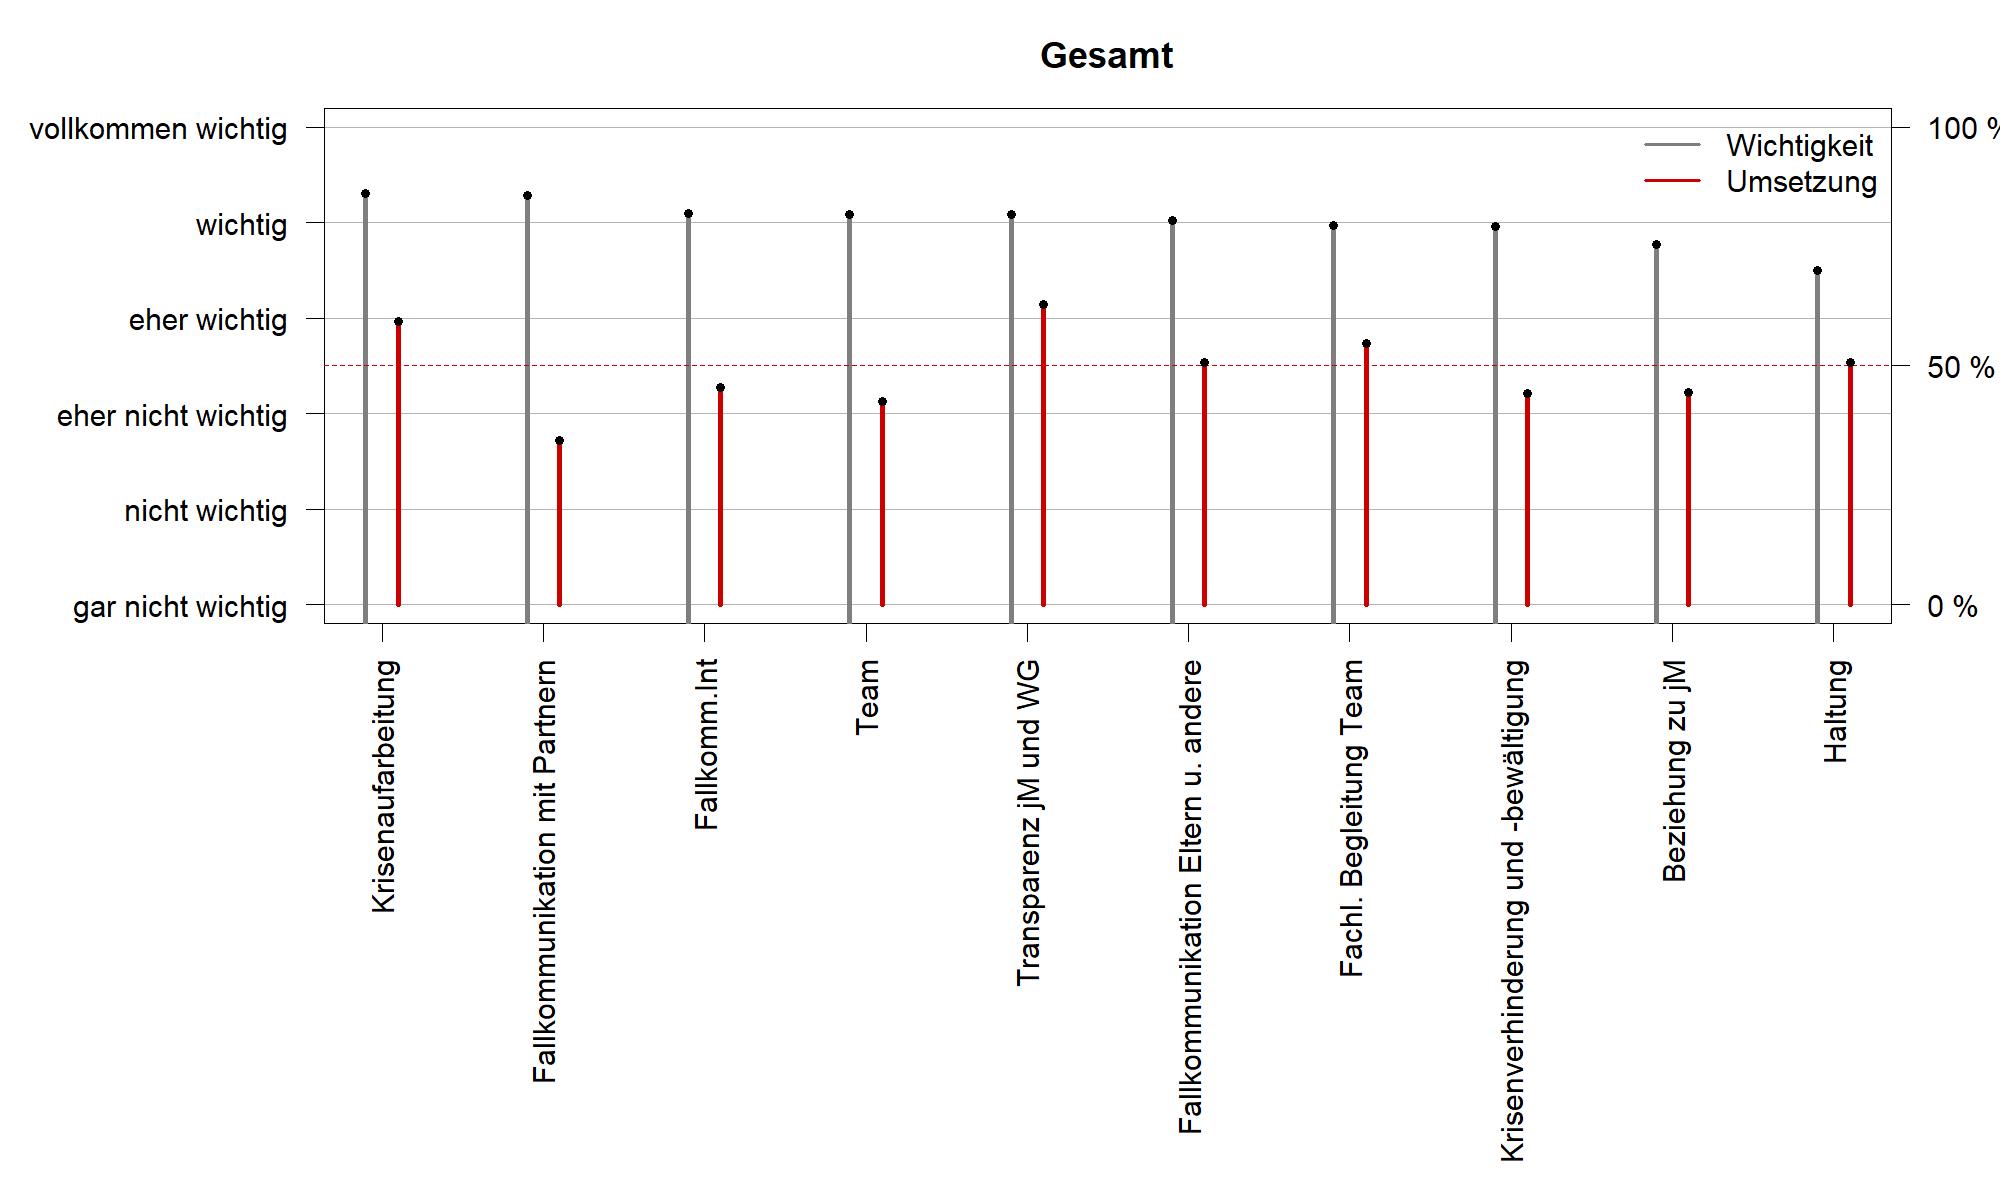 Gesamt
vollkommen wichtig
wichtig
eher wichtig
eher nicht wichtig
nicht wichtig
gar nicht wichtig
100 %
50 %
0 %
Wichtigkeit
Umsetzung
Krisenaufarbeitung
Fallkommunikation mit Partnern
Fallkomm.Int
Team
Transparenz jM und WG
Fallkommunikation Eltern u. andere
Fachl. Begleitung Team
Krisenverhinderung und -bewältigung
Beziehung zu jM
Haltung